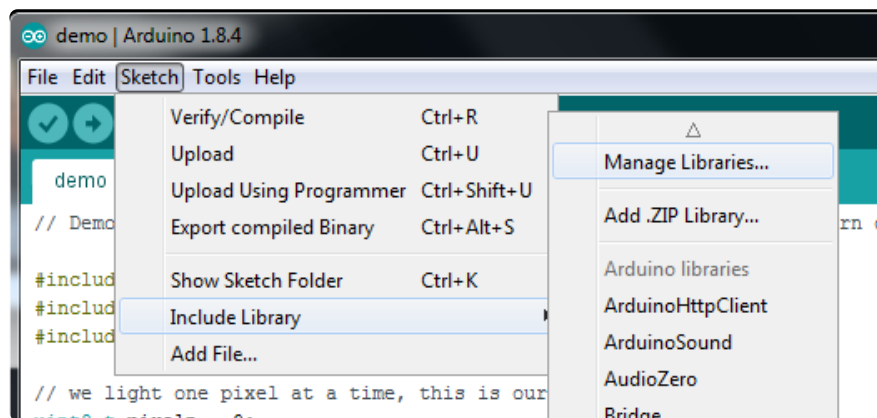 demo | Arduino 1.8.4
File Edit Sketch Tools Help
Verify/Compile Ctrl+R
Upload Ctrl+U
Upload Using Programmer Ctrl+Shift+U
Export compiled Binary Ctrl+Alt+S
Show Sketch Folder Ctrl+K
Include Library
Add File...
Manage Libraries...
Add .ZIP Library...
Arduino libraries
ArduinoHttpClient
ArduinoSound
AudioZero
Bridge
demo
// Demo
rn
#includ
#includ
#includ
// we light one pixel at a time, this is our